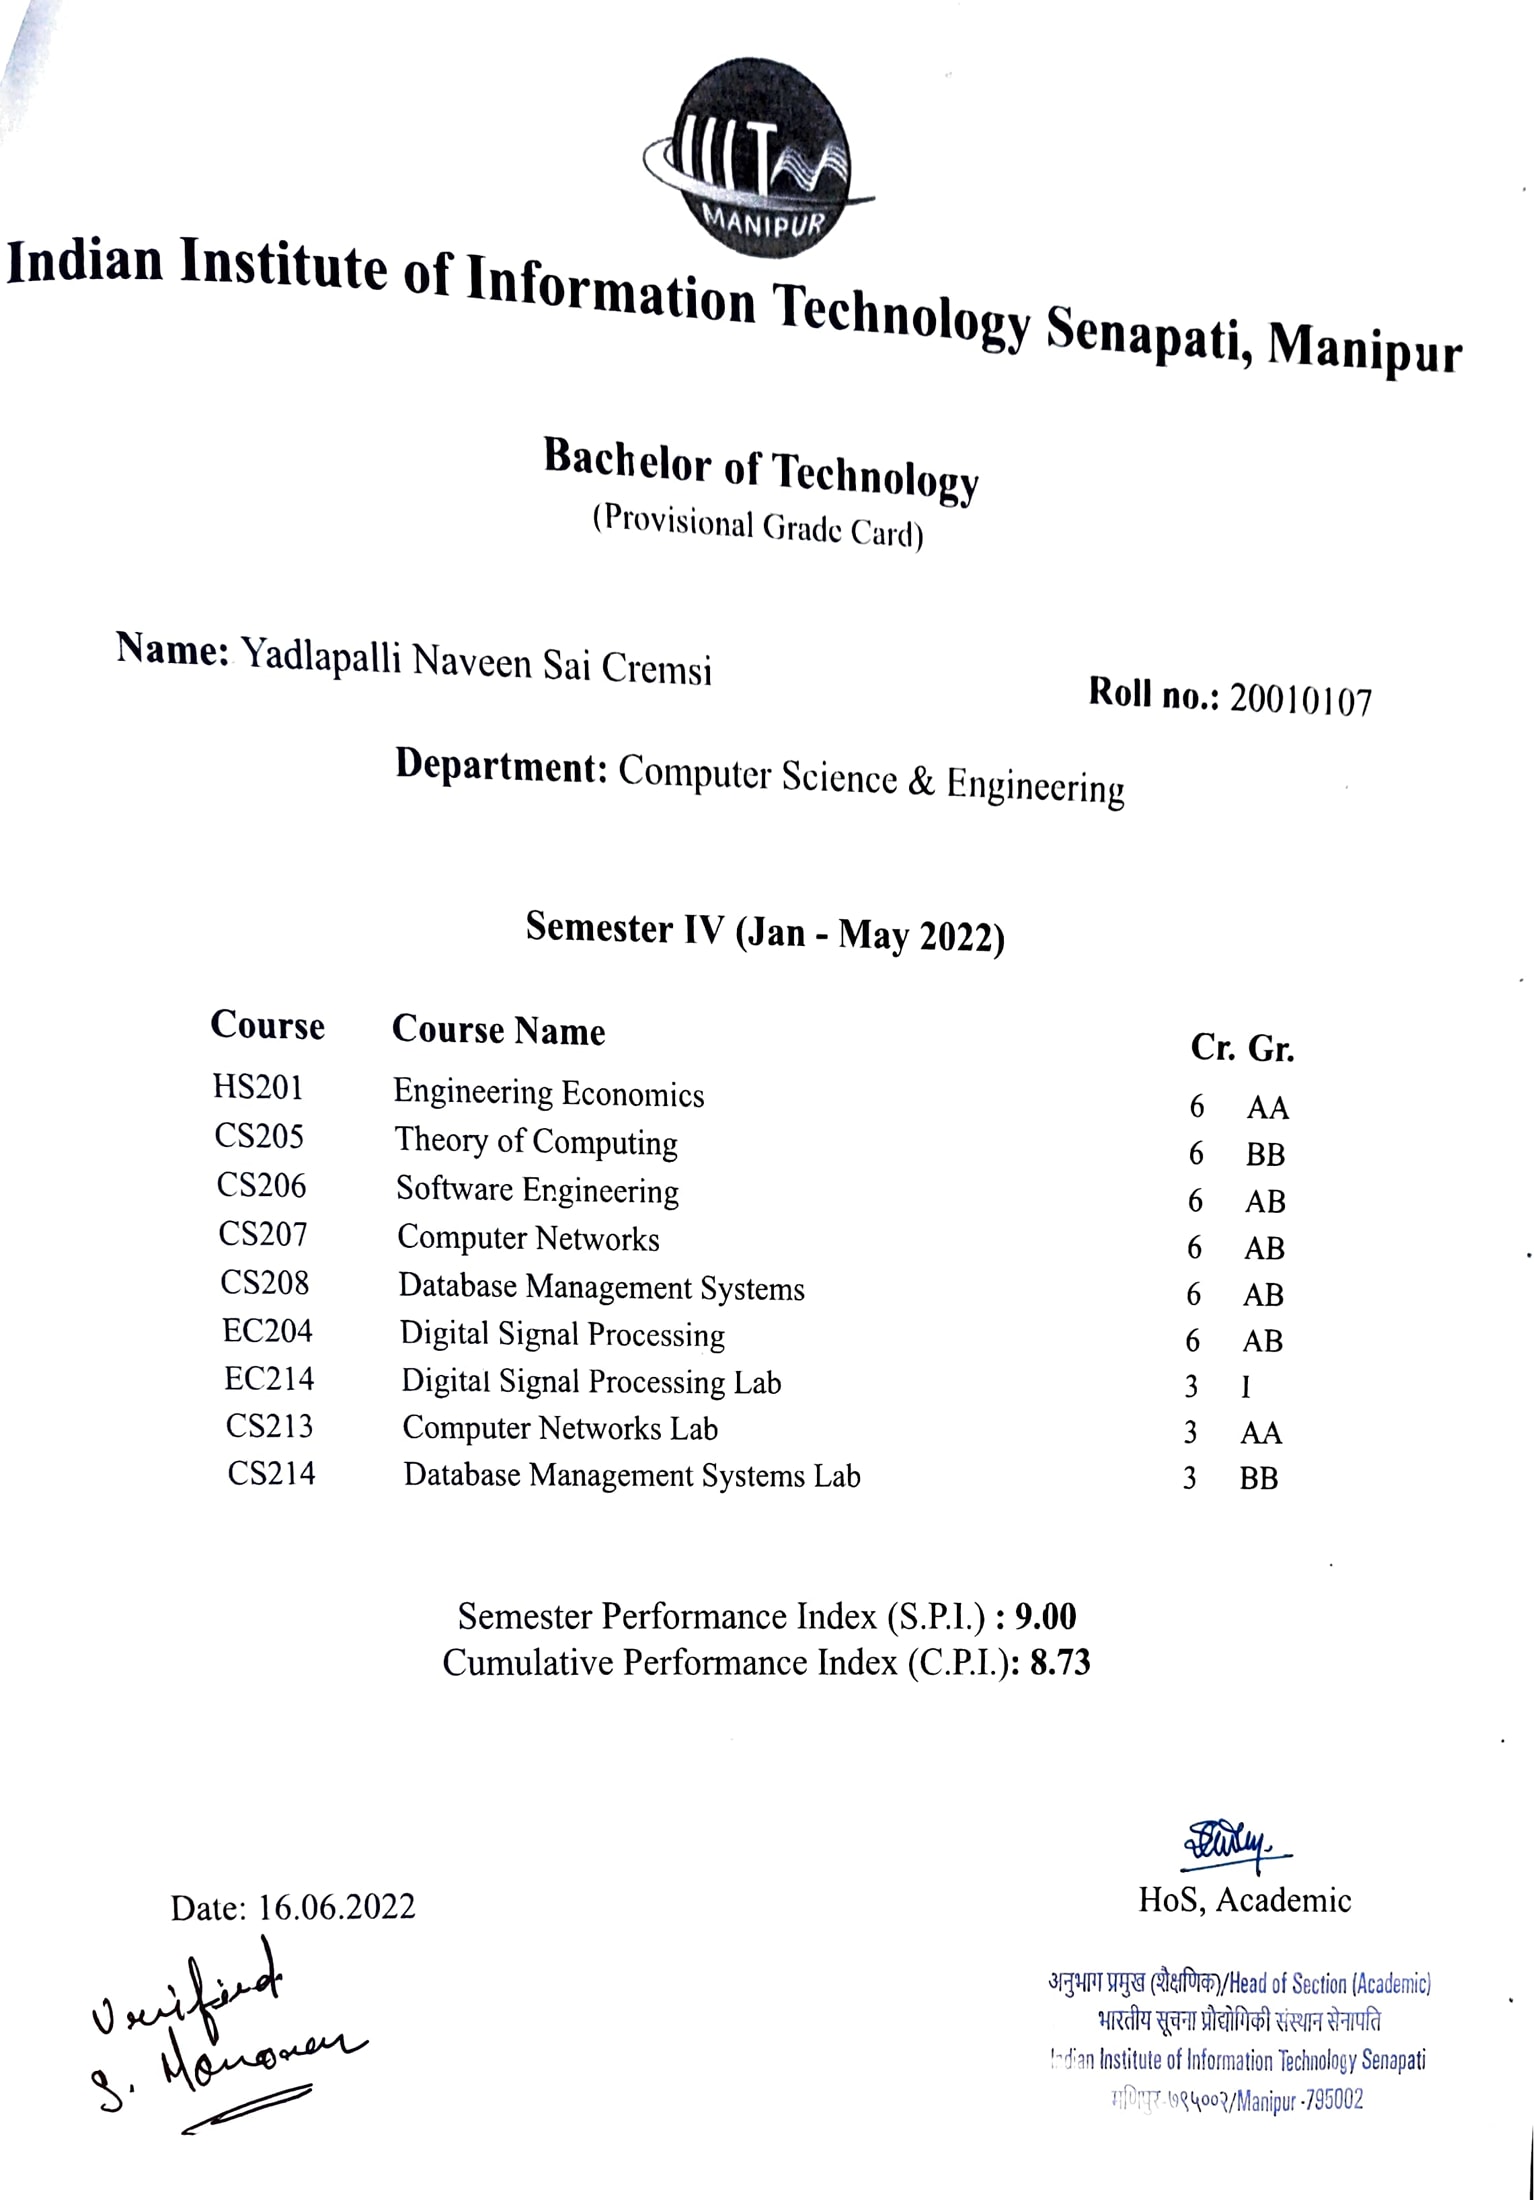 IIITM
MANIPUR
Indian Institute of Information Technology Senapati, Manipur
Bachelor of Technology
(Provisional Grade Card)
Name: Yadlapalli Naveen Sai Cremsi
Roll no.: 20010107
Department: Computer Science & Engineering
Semester IV (Jan - May 2022)
Course Course Name Cr. Gr.
HS201 Engineering Economics 6 AA
CS205 Theory of Computing 6 BB
CS206 Software Engineering 6 AB
CS207 Computer Networks 6 AB
CS208 Database Management Systems 6 AB
EC204 Digital Signal Processing 6 AB
EC214 Digital Signal Processing Lab 3 I
CS213 Computer Networks Lab 3 AA
CS214 Database Management Systems Lab 3 BB
Semester Performance Index (S.P.I.) : 9.00
Cumulative Performance Index (C.P.I.): 8.73
Date: 16.06.2022
HoS, Academic
Verified
अनुभाग प्रमुख (शैक्षणिक)/Head of Section (Academic)
भारतीय सूचना प्रौद्योगिकी संस्थान सेनापति
Indian Institute of Information Technology Senapati
मणिपुर-७९५००२/Manipur -795002